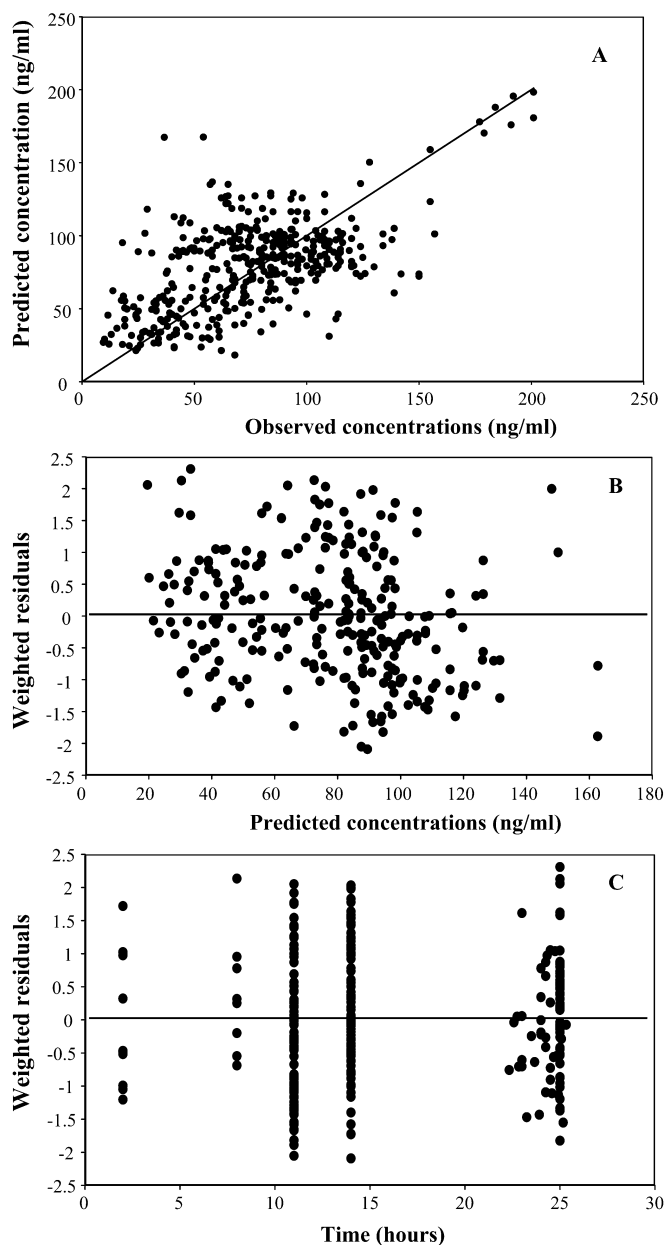 A
Predicted concentration (ng/ml)
250
200
150
100
50
0
0 50 100 150 200 250
Observed concentrations (ng/ml)
B
Weighted residuals
2.5
2
1.5
1
0.5
0
-0.5
-1
-1.5
-2
-2.5
0 20 40 60 80 100 120 140 160 180
Predicted concentrations (ng/ml)
C
Weighted residuals
2.5
2
1.5
1
0.5
0
-0.5
-1
-1.5
-2
-2.5
0 5 10 15 20 25 30
Time (hours)